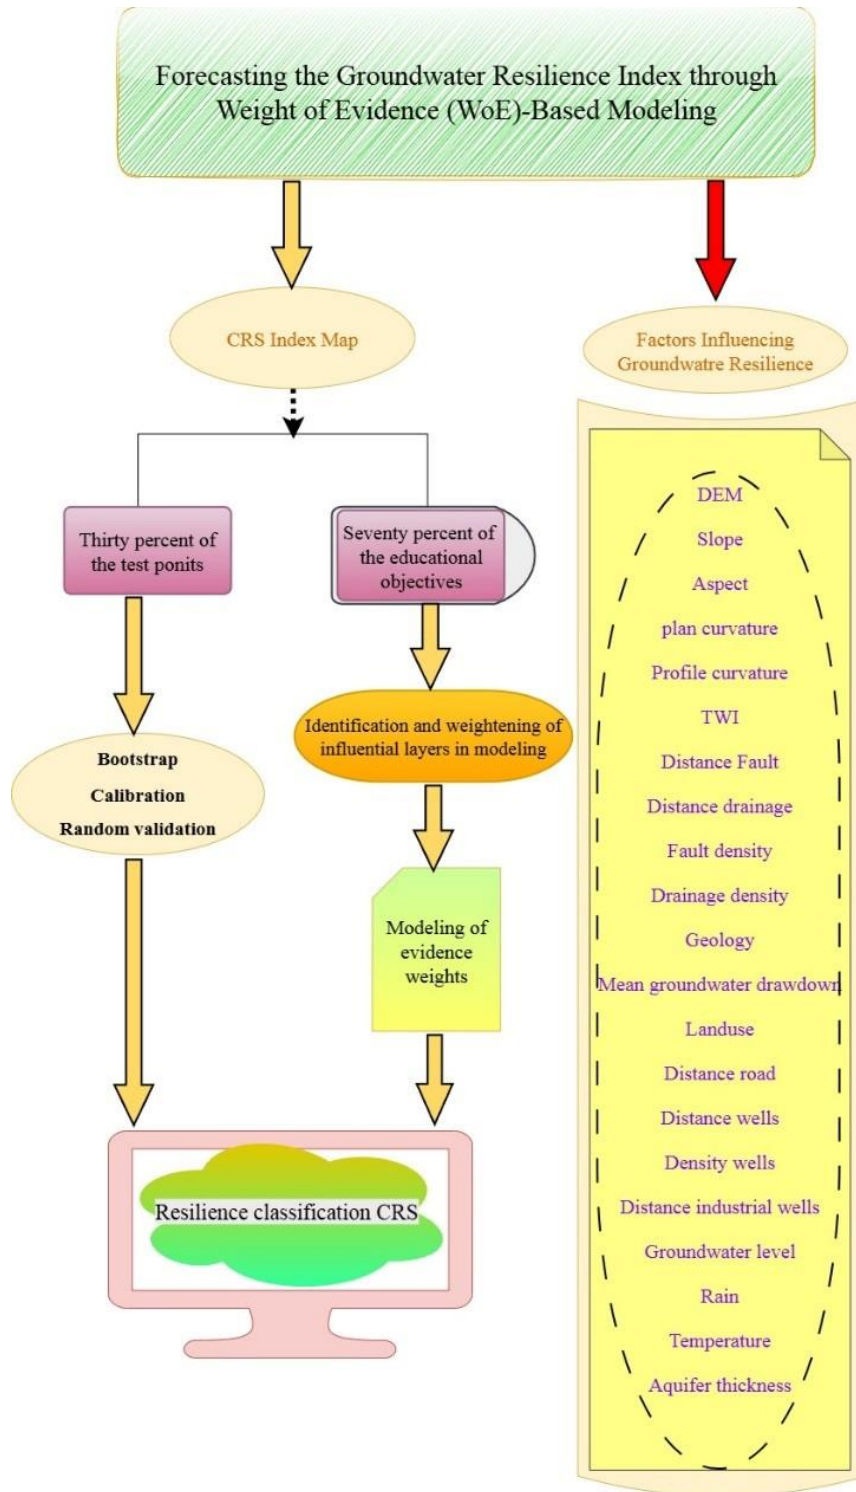 Forecasting the Groundwater Resilience Index through
Weight of Evidence (WoE)-Based Modeling
CRS Index Map
Thirty percent of
the test ponits
Seventy percent of
the educational
objectives
Bootstrap
Calibration
Random validation
Identification and weightening of
influential layers in modeling
Modeling of
evidence
weights
Resilience classification CRS
Factors Influencing
Groundwatre Resilience
DEM
Slope
Aspect
plan curvature
Profile curvature
TWI
Distance Fault
Distance drainage
Fault density
Drainage density
Geology
Mean groundwater drawdown
Landuse
Distance road
Distance wells
Density wells
Distance industrial wells
Groundwater level
Rain
Temperature
Aquifer thickness